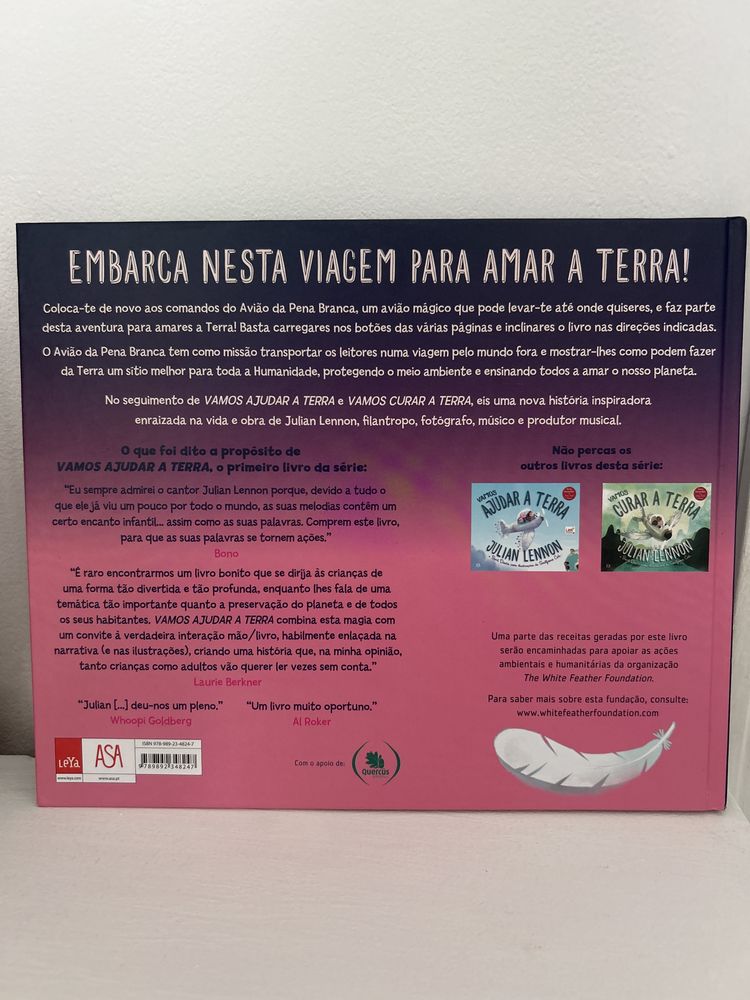 EMBARCA NESTA VIAGEM PARA AMAR A TERRA!
Coloca-te de novo aos comandos do Avião da Pena Branca, um avião mágico que pode levar-te até onde quiseres, e faz parte
desta aventura para amares a Terra! Basta carregares nos botões das várias páginas e inclinares o livro nas direções indicadas.
O Avião da Pena Branca tem como missão transportar os leitores numa viagem pelo mundo fora e mostrar-lhes como podem fazer
da Terra um sítio melhor para toda a Humanidade, protegendo o meio ambiente e ensinando todos a amar o nosso planeta.
No seguimento de VAMOS AJUDAR A TERRA e VAMOS CURAR A TERRA, eis uma nova história inspiradora
enraizada na vida e obra de Julian Lennon, filantropo, fotógrafo, músico e produtor musical.
O que foi dito a propósito de
VAMOS AJUDAR A TERRA, o primeiro livro da série:
"Eu sempre admirei o cantor Julian Lennon porque, devido a tudo o
que ele já viu um pouco por todo o mundo, as suas melodias contêm um
certo encanto infantil... assim como as suas palavras. Comprem este livro,
para que as suas palavras se tornem ações."
Bono
"É raro encontrarmos um livro bonito que se dirija às crianças de
uma forma tão divertida e tão profunda, enquanto lhes fala de uma
temática tão importante quanto a preservação do planeta e de todos
os seus habitantes. VAMOS AJUDAR A TERRA combina esta magia com
um convite à verdadeira interação mão/livro, habilmente enlaçada na
narrativa (e nas ilustrações), criando uma história que, na minha opinião,
tanto crianças como adultos vão querer ler vezes sem conta."
Laurie Berkner
"Julian [...] deu-nos um pleno."
Whoopi Goldberg
"Um livro muito oportuno."
Al Roker
Não percas os
outros livros desta série:
VAMOS
AJUDAR A TERRA
JULIAN LENNON
VAMOS
CURAR A TERRA
JULIAN LENNON
Uma parte das receitas geradas por este livro
serão encaminhadas para apoiar as ações
ambientais e humanitárias da organização
The White Feather Foundation.
Para saber mais sobre esta fundação, consulte:
www.whitefeatherfoundation.com
LeYa
www.leya.com
ASA
www.asa.pt
ISBN 978-989-23-4824-7
9789892348247
Com o apoio de:
Quercus